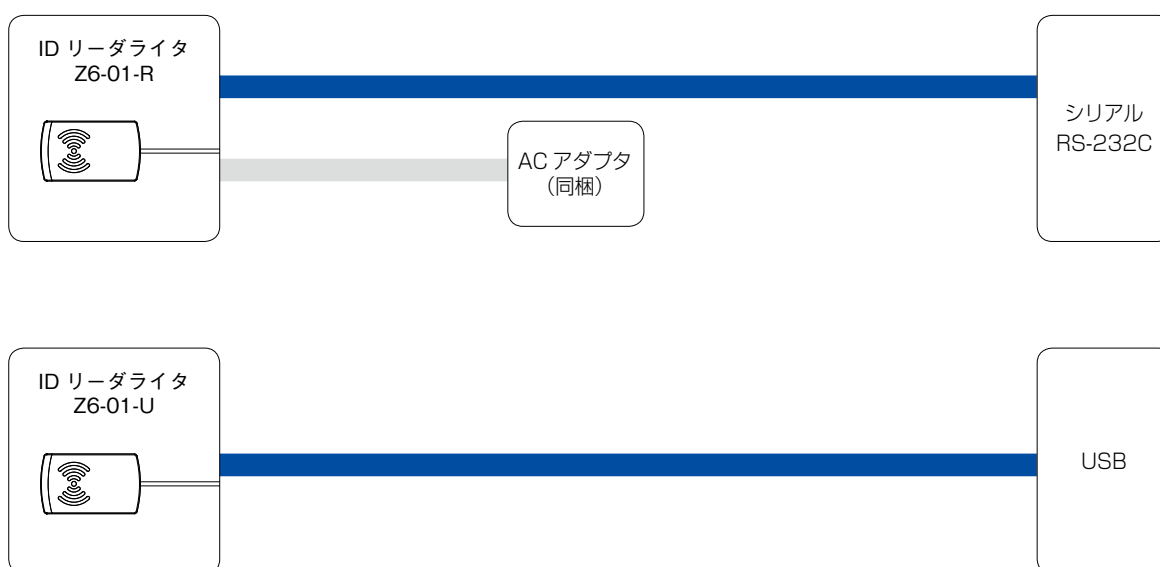 ID リーダライタ
Z6-01-R
AC アダプタ
（同梱）
シリアル
RS-232C
ID リーダライタ
Z6-01-U
USB